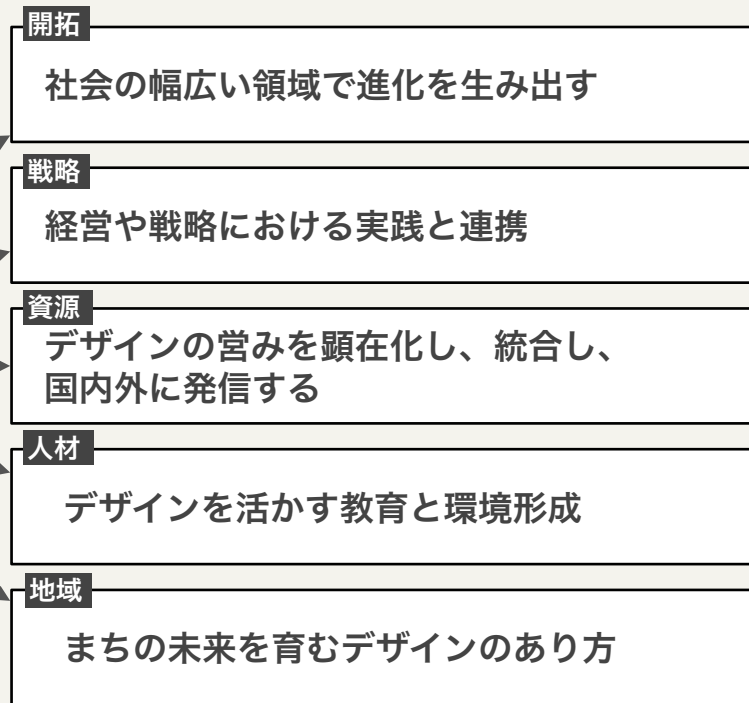 開拓
社会の幅広い領域で進化を生み出す
戦略
経営や戦略における実践と連携
資源
デザインの営みを顕在化し、統合し、
国内外に発信する
人材
デザインを活かす教育と環境形成
地域
まちの未来を育むデザインのあり方